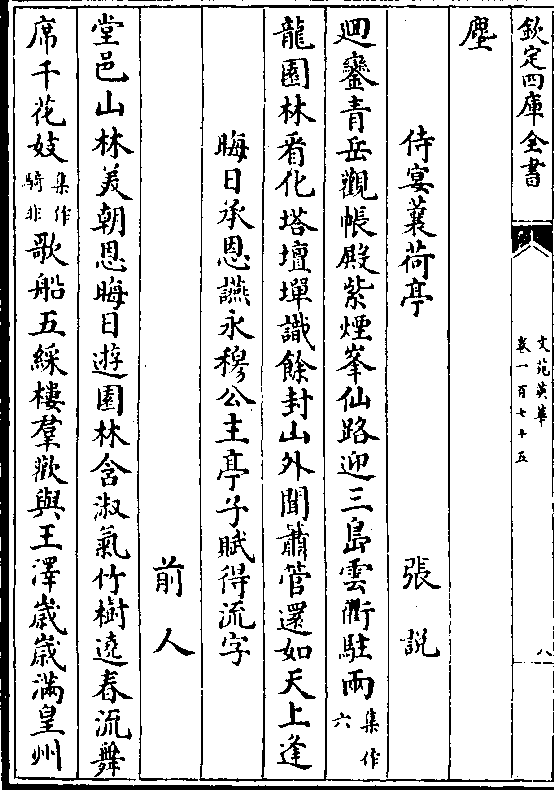 欽定四庫全書
文苑英華
卷一百七十五
八
塵
侍宴蘘荷亭
張説
迴鑾青岳觀帳殿紫煙峯仙路迎三島雲衢駐兩集作六
龍園林看化塔壇墠識餘封山外聞蕭管還如天上逢
晦日承恩讌永穆公主亭子賦得流字
前人
堂邑山林美朝恩晦日遊園林含淑氣竹樹遶春流舞
席千花妓集作騎非歌船五綵樓羣歡與王澤歲歲滿皇州